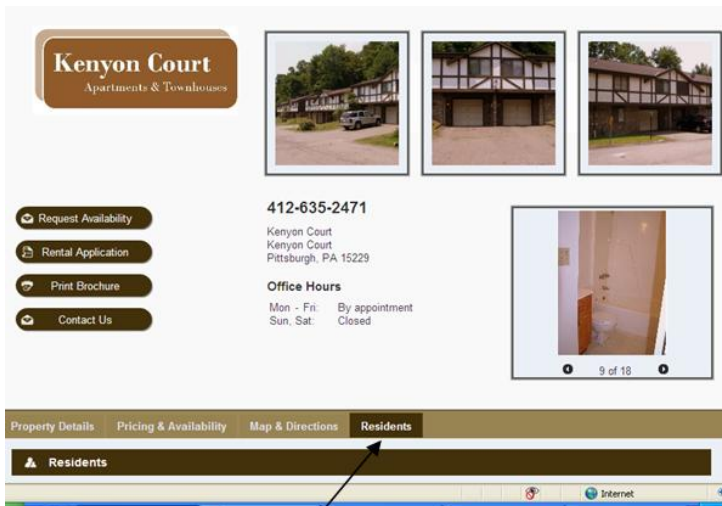 Kenyon Court
Apartments & Townhouses
Request Availability
Rental Application
Print Brochure
Contact Us
412-635-2471
Kenyon Court
Kenyon Court
Pittsburgh, PA 15229
Office Hours
Mon - Fri: By appointment
Sun, Sat: Closed
9 of 18
Property Details Pricing & Availability Map & Directions Residents
Residents
Internet